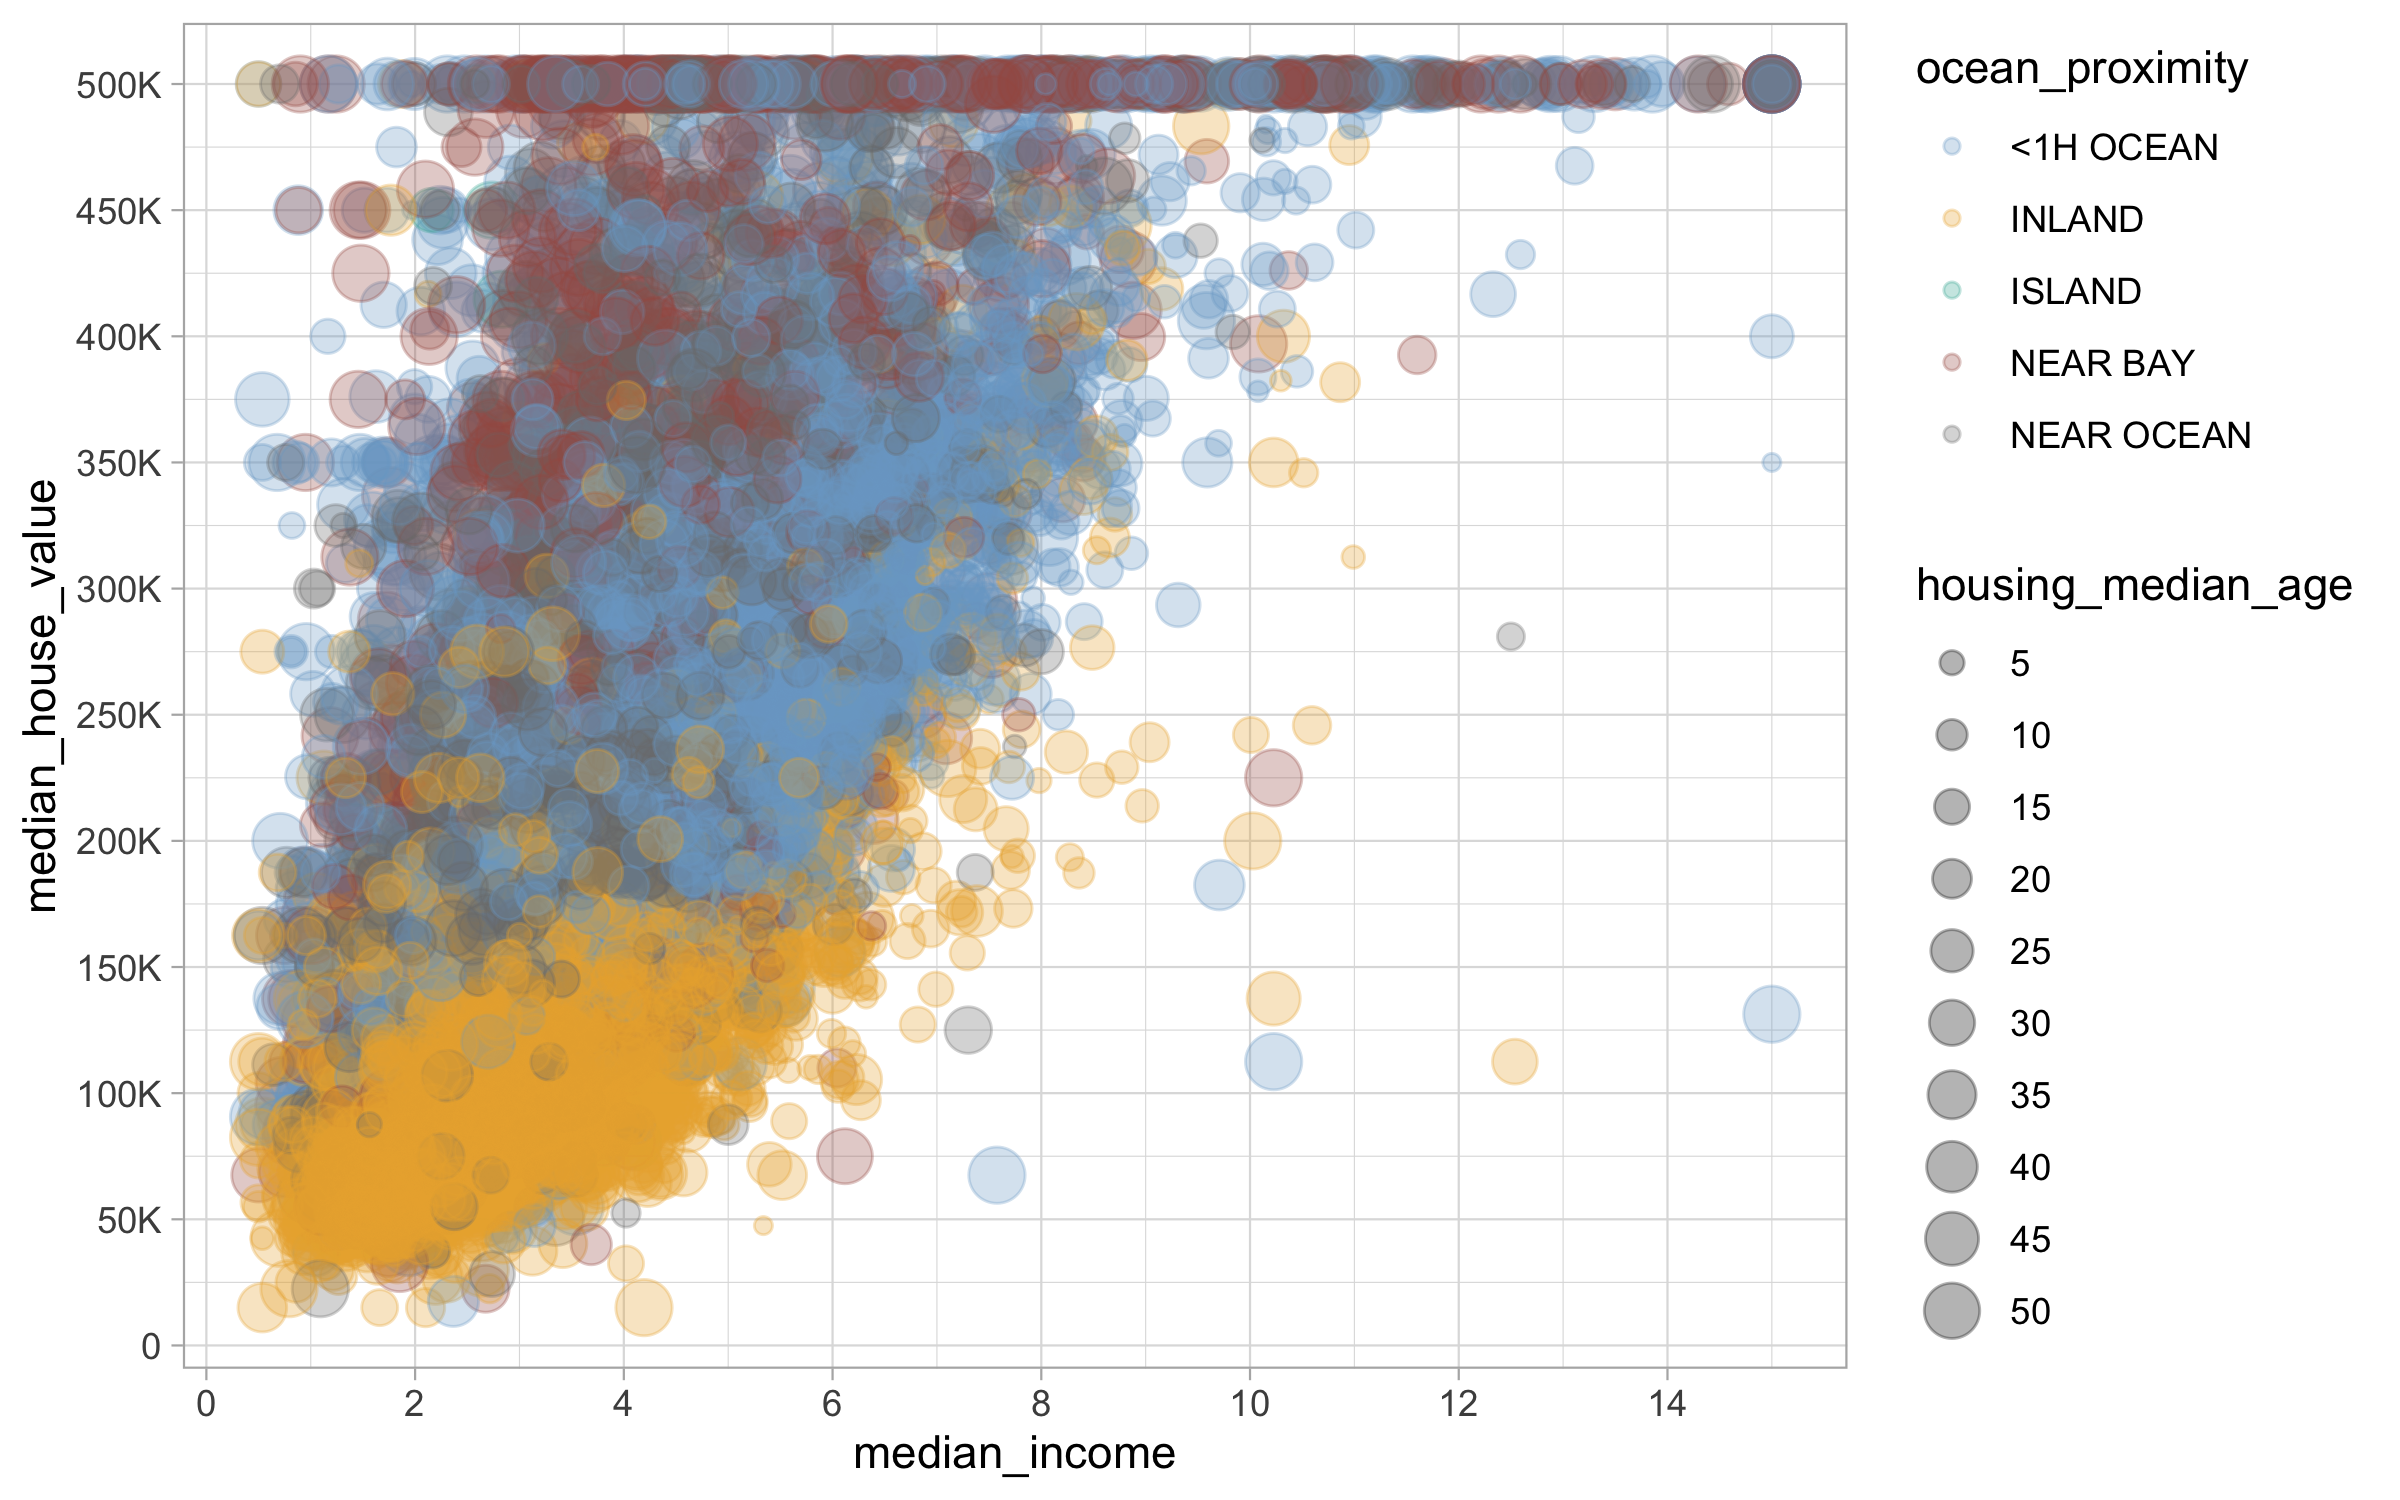 500K
450K
400K
350K
300K
250K
200K
150K
100K
50K
0
median_house_value
0 2 4 6 8 10 12 14
median_income
ocean_proximity
<1H OCEAN
INLAND
ISLAND
NEAR BAY
NEAR OCEAN
housing_median_age
5
10
15
20
25
30
35
40
45
50